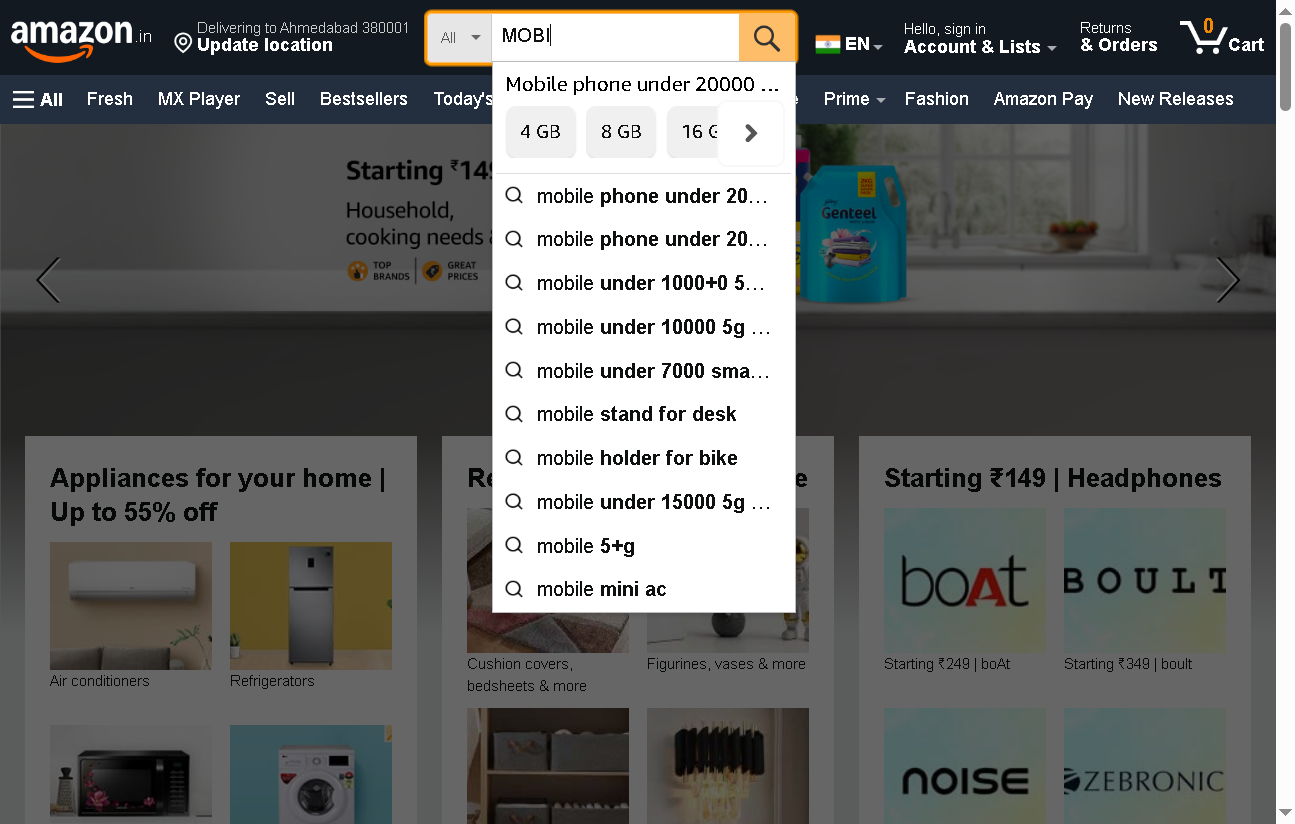 amazon.in
Delivering to Ahmedabad 380001
Update location
All
MOBI
EN
Hello, sign in
Account & Lists
Returns
& Orders
0
Cart
All
Fresh
MX Player
Sell
Bestsellers
Today's
Prime
Fashion
Amazon Pay
New Releases
Mobile phone under 20000 ...
4 GB
8 GB
16 G
mobile phone under 20...
mobile phone under 20...
mobile under 1000+0 5...
mobile under 10000 5g ...
mobile under 7000 sma...
mobile stand for desk
mobile holder for bike
mobile under 15000 5g ...
mobile 5+g
mobile mini ac
Starting ₹149
Household,
cooking needs &
TOP
BRANDS
GREAT
PRICES
Genteel
Appliances for your home |
Up to 55% off
Air conditioners
Refrigerators
Cushion covers,
bedsheets & more
Figurines, vases & more
Starting ₹149 | Headphones
boAt
BOULT
Starting ₹249 | boAt
Starting ₹349 | boult
noise
ZEBRONIC